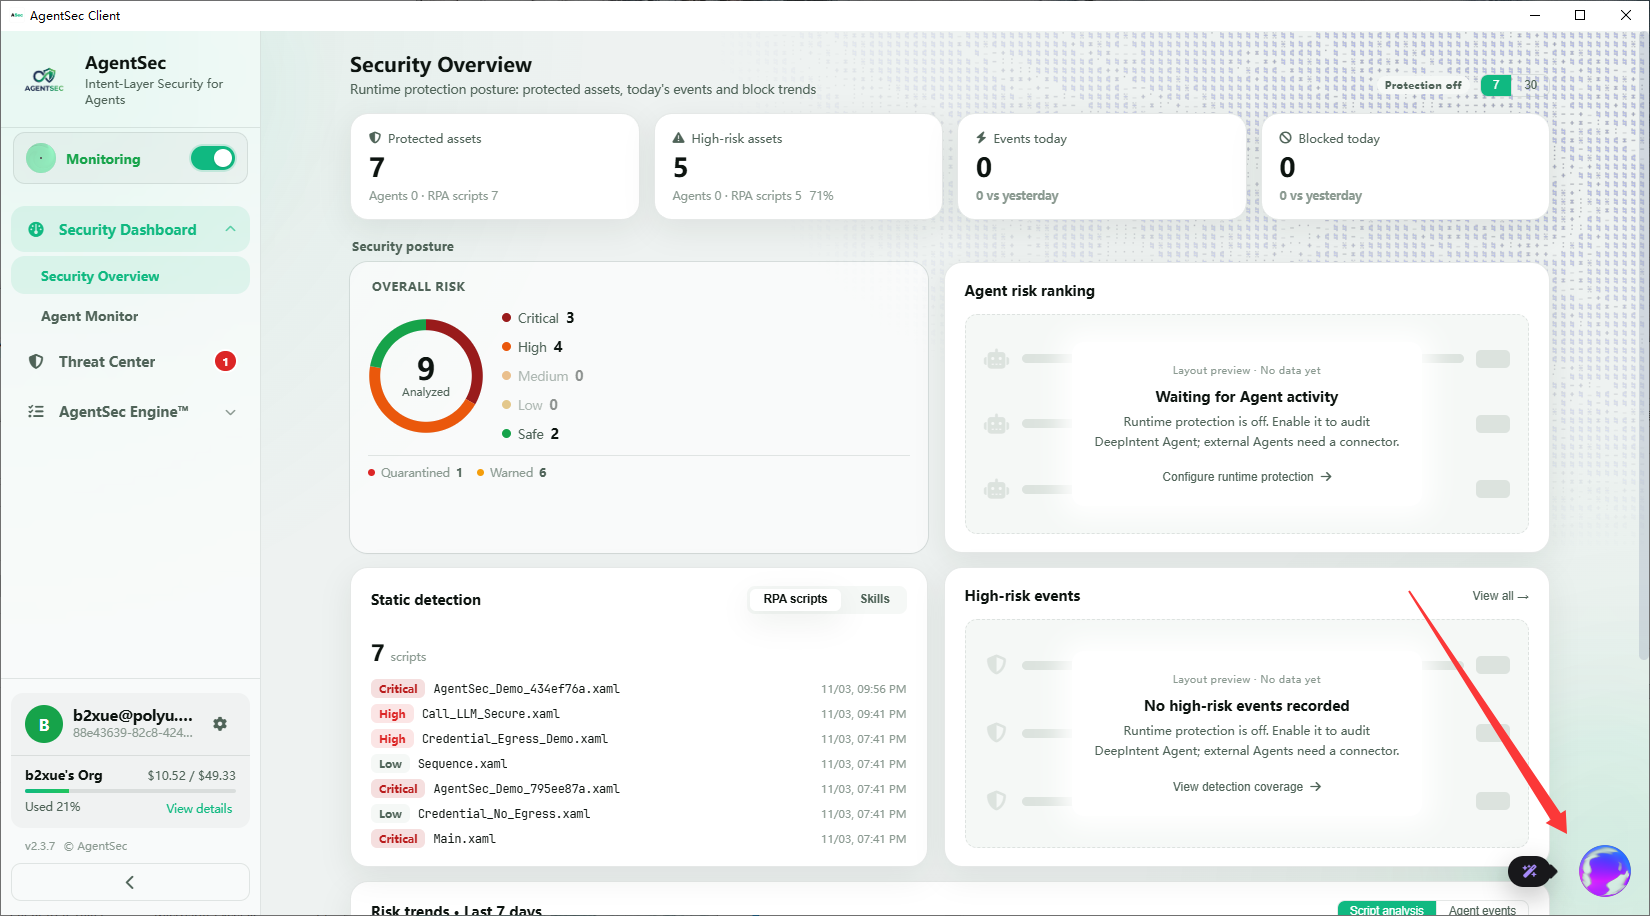 AgentSec Client
AgentSec
Intent-Layer Security for
Agents
AGENTSEC
Monitoring
Security Dashboard
Security Overview
Agent Monitor
Threat Center
1
AgentSec Engine™
B
b2xue@polyu....
88e43639-82c8-424...
b2xue's Org
$10.52 / $49.33
Used 21%
View details
v2.3.7 © AgentSec
Security Overview
Runtime protection posture: protected assets, today's events and block trends
Protection off
7
30
Protected assets
7
Agents 0 · RPA scripts 7
High-risk assets
5
Agents 0 · RPA scripts 5 71%
Events today
0
0 vs yesterday
Blocked today
0
0 vs yesterday
Security posture
OVERALL RISK
9
Analyzed
Critical 3
High 4
Medium 0
Low 0
Safe 2
Quarantined 1
Warned 6
Agent risk ranking
Layout preview · No data yet
Waiting for Agent activity
Runtime protection is off. Enable it to audit
DeepIntent Agent; external Agents need a connector.
Configure runtime protection →
Static detection
RPA scripts
Skills
7 scripts
Critical AgentSec_Demo_434ef76a.xaml 11/03, 09:56 PM
High Call_LLM_Secure.xaml 11/03, 09:41 PM
High Credential_Egress_Demo.xaml 11/03, 07:41 PM
Low Sequence.xaml 11/03, 07:41 PM
Critical AgentSec_Demo_795ee87a.xaml 11/03, 07:41 PM
Low Credential_No_Egress.xaml 11/03, 07:41 PM
Critical Main.xaml 11/03, 07:41 PM
High-risk events
View all →
Layout preview · No data yet
No high-risk events recorded
Runtime protection is off. Enable it to audit
DeepIntent Agent; external Agents need a connector.
View detection coverage →
Risk trends • Last 7 days
Script analysis
Agent events